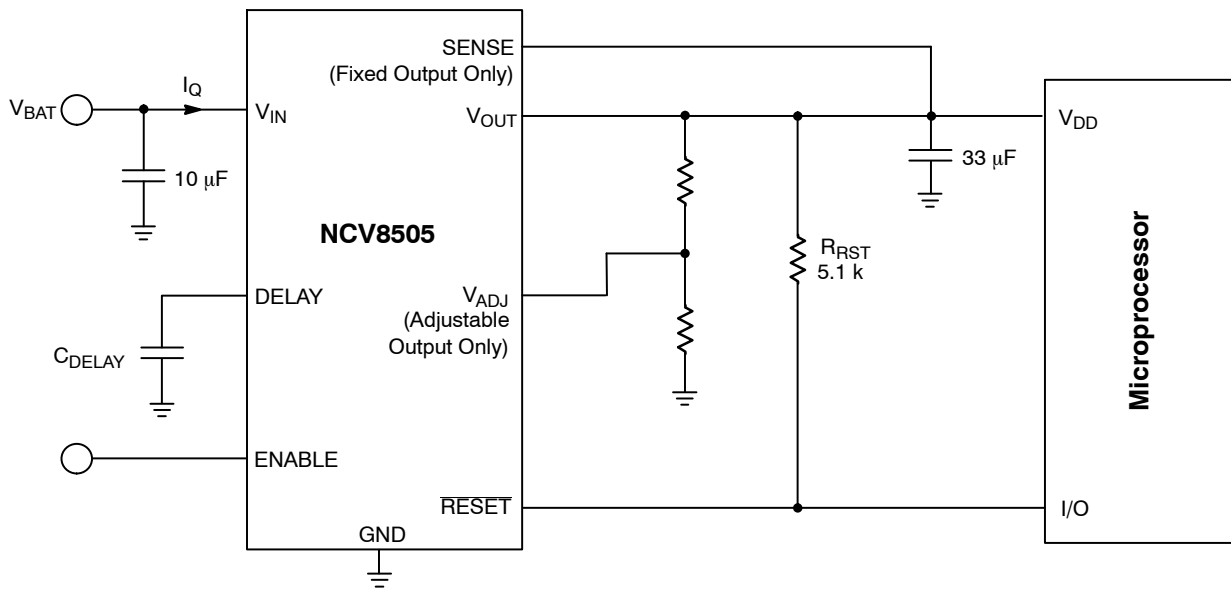 SENSE
(Fixed Output Only)
I_Q
V_BAT
V_IN
V_OUT
V_DD
10 μF
33 μF
NCV8505
R_RST
5.1 k
DELAY
V_ADJ
(Adjustable
Output Only)
C_DELAY
Microprocessor
ENABLE
RESET
I/O
GND